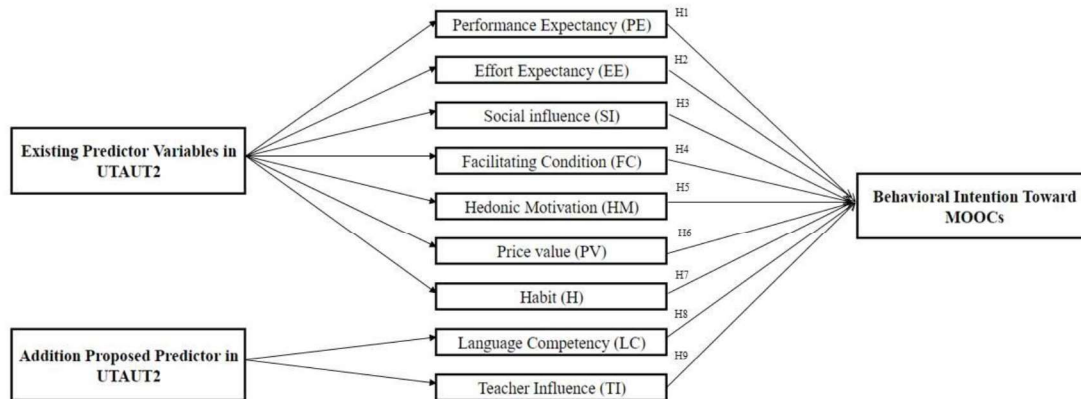 Performance Expectancy (PE)
H1
Effort Expectancy (EE)
H2
Social influence (SI)
H3
Existing Predictor Variables in
UTAUT2
Facilitating Condition (FC)
H4
Hedonic Motivation (HM)
H5
Behavioral Intention Toward
MOOCs
Price value (PV)
H6
Habit (H)
H7
Addition Proposed Predictor in
UTAUT2
Language Competency (LC)
H8
Teacher Influence (TI)
H9